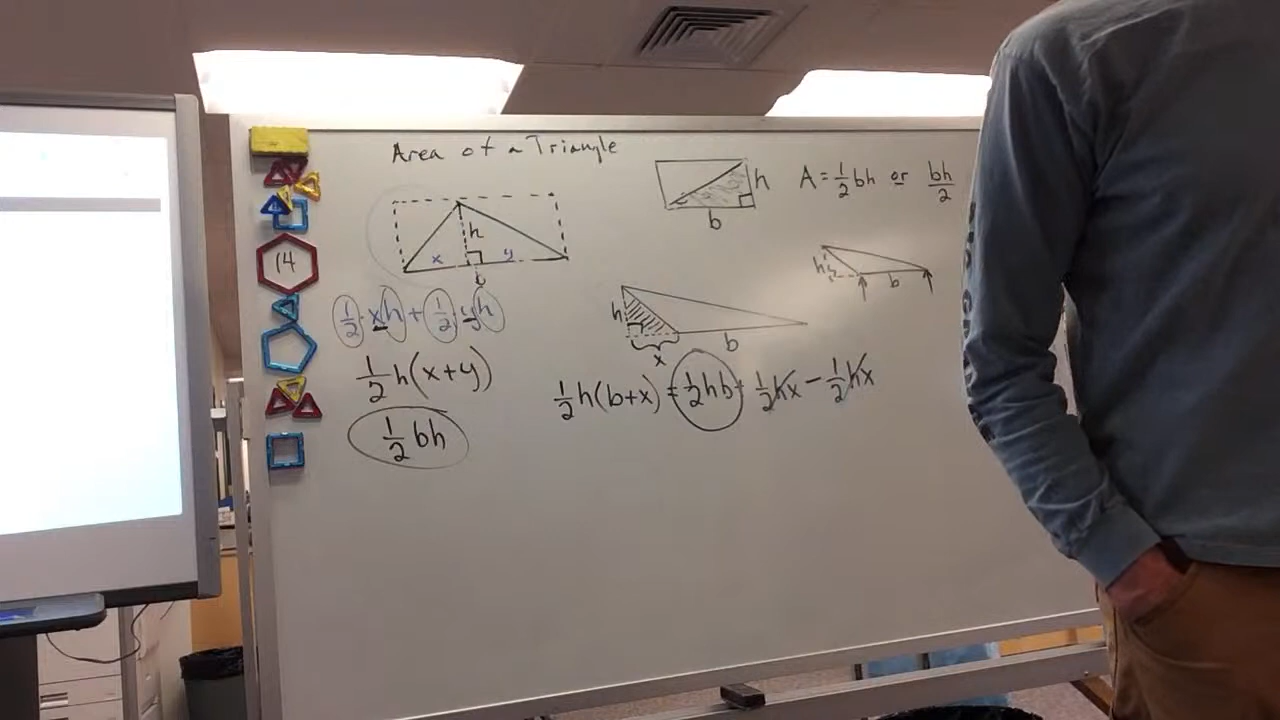 Area of a Triangle
h
b
A = 1/2 bh or bh/2
h
x
y
b
14
h
b
h
x
b
1/2 · xh + 1/2 · yh
1/2 h(x+y)
1/2 bh
1/2 h(b+x) = 1/2 hb + 1/2 hx − 1/2 hx